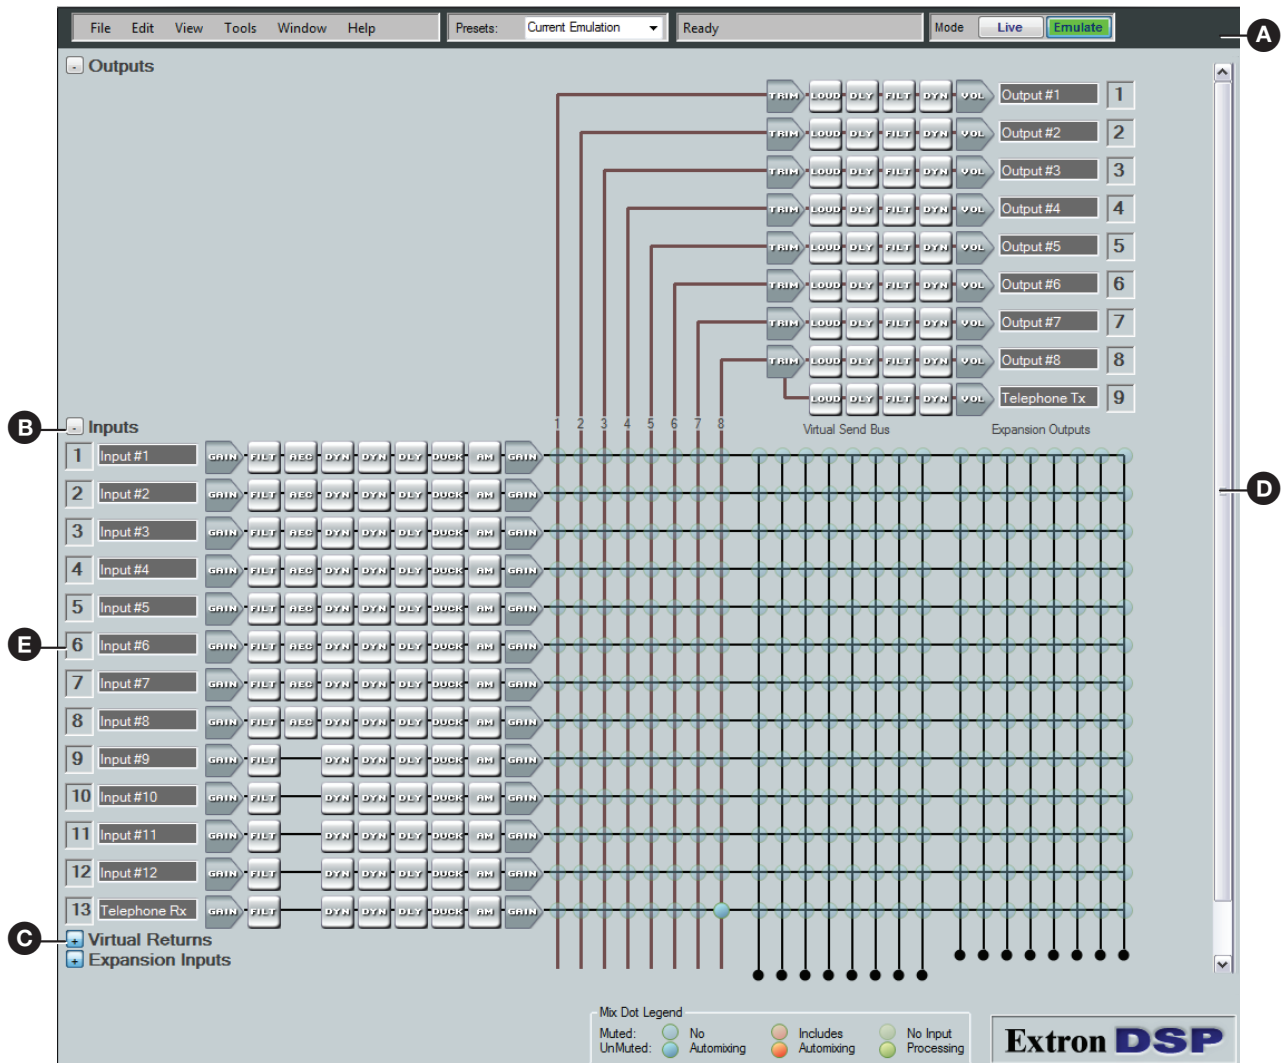 File Edit View Tools Window Help Presets: Current Emulation Ready Mode Live Emulate
A
- Outputs
TRIM LOUD DLY FILT DYN VOL Output #1 1
TRIM LOUD DLY FILT DYN VOL Output #2 2
TRIM LOUD DLY FILT DYN VOL Output #3 3
TRIM LOUD DLY FILT DYN VOL Output #4 4
TRIM LOUD DLY FILT DYN VOL Output #5 5
TRIM LOUD DLY FILT DYN VOL Output #6 6
TRIM LOUD DLY FILT DYN VOL Output #7 7
TRIM LOUD DLY FILT DYN VOL Output #8 8
LOUD DLY FILT DYN VOL Telephone Tx 9
B - Inputs 1 2 3 4 5 6 7 8 Virtual Send Bus Expansion Outputs
1 Input #1 GAIN FILT AEC DYN DYN DLY DUCK AM GAIN
2 Input #2 GAIN FILT AEC DYN DYN DLY DUCK AM GAIN
D
3 Input #3 GAIN FILT AEC DYN DYN DLY DUCK AM GAIN
4 Input #4 GAIN FILT AEC DYN DYN DLY DUCK AM GAIN
5 Input #5 GAIN FILT AEC DYN DYN DLY DUCK AM GAIN
E 6 Input #6 GAIN FILT AEC DYN DYN DLY DUCK AM GAIN
7 Input #7 GAIN FILT AEC DYN DYN DLY DUCK AM GAIN
8 Input #8 GAIN FILT AEC DYN DYN DLY DUCK AM GAIN
9 Input #9 GAIN FILT DYN DYN DLY DUCK AM GAIN
10 Input #10 GAIN FILT DYN DYN DLY DUCK AM GAIN
11 Input #11 GAIN FILT DYN DYN DLY DUCK AM GAIN
12 Input #12 GAIN FILT DYN DYN DLY DUCK AM GAIN
13 Telephone Rx GAIN FILT DYN DYN DLY DUCK AM GAIN
C + Virtual Returns
+ Expansion Inputs
Mix Dot Legend
Muted: No Includes No Input
UnMuted: Automixing Automixing Processing
Extron DSP